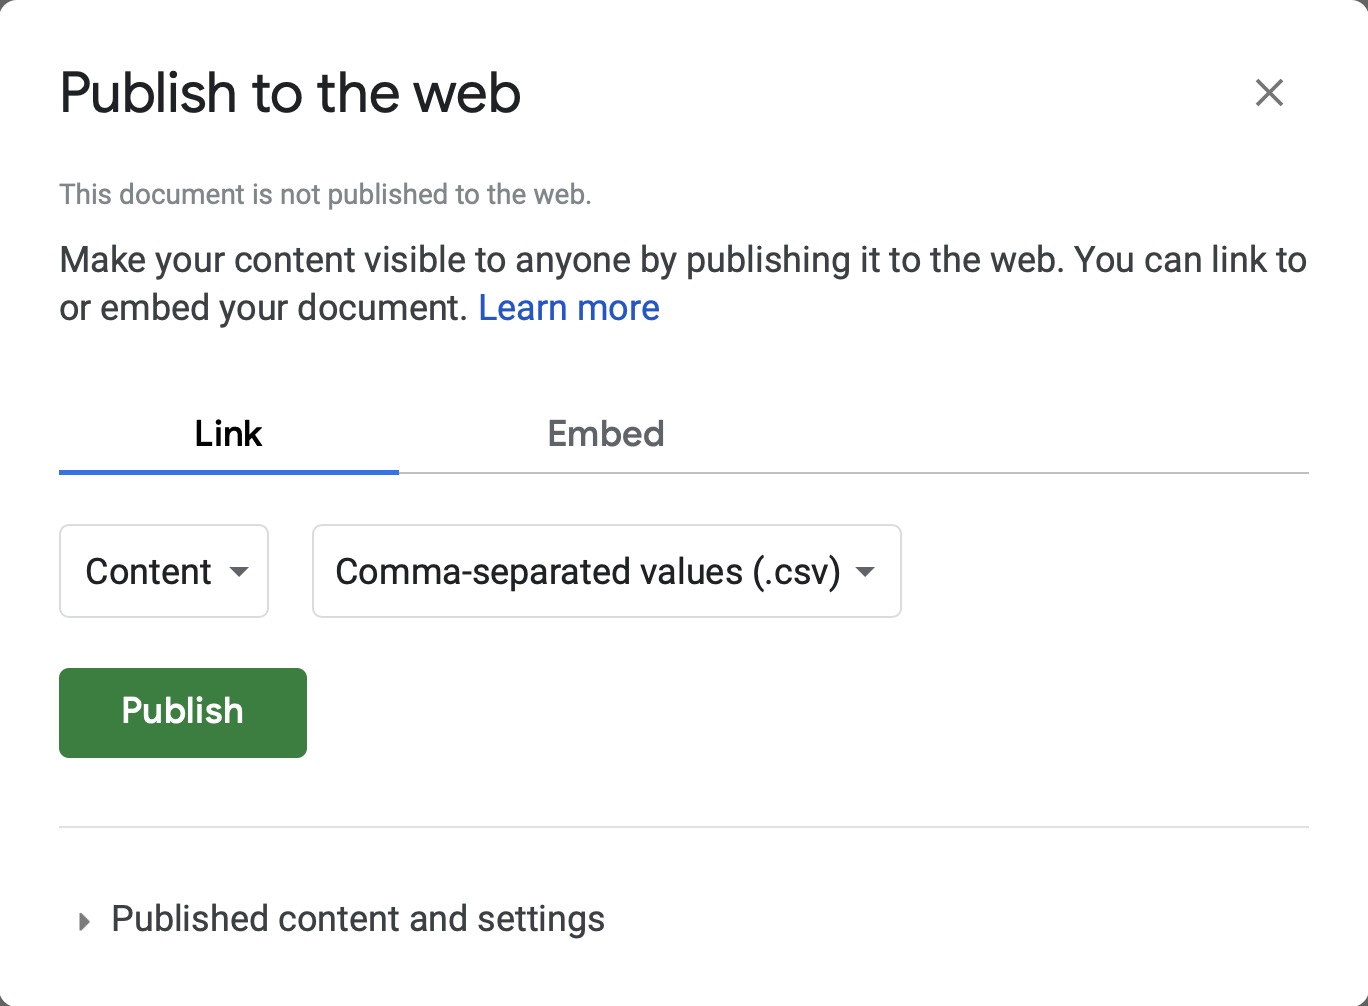 Publish to the web
This document is not published to the web.
Make your content visible to anyone by publishing it to the web. You can link to
or embed your document. Learn more
Link Embed
Content Comma-separated values (.csv)
Publish
Published content and settings